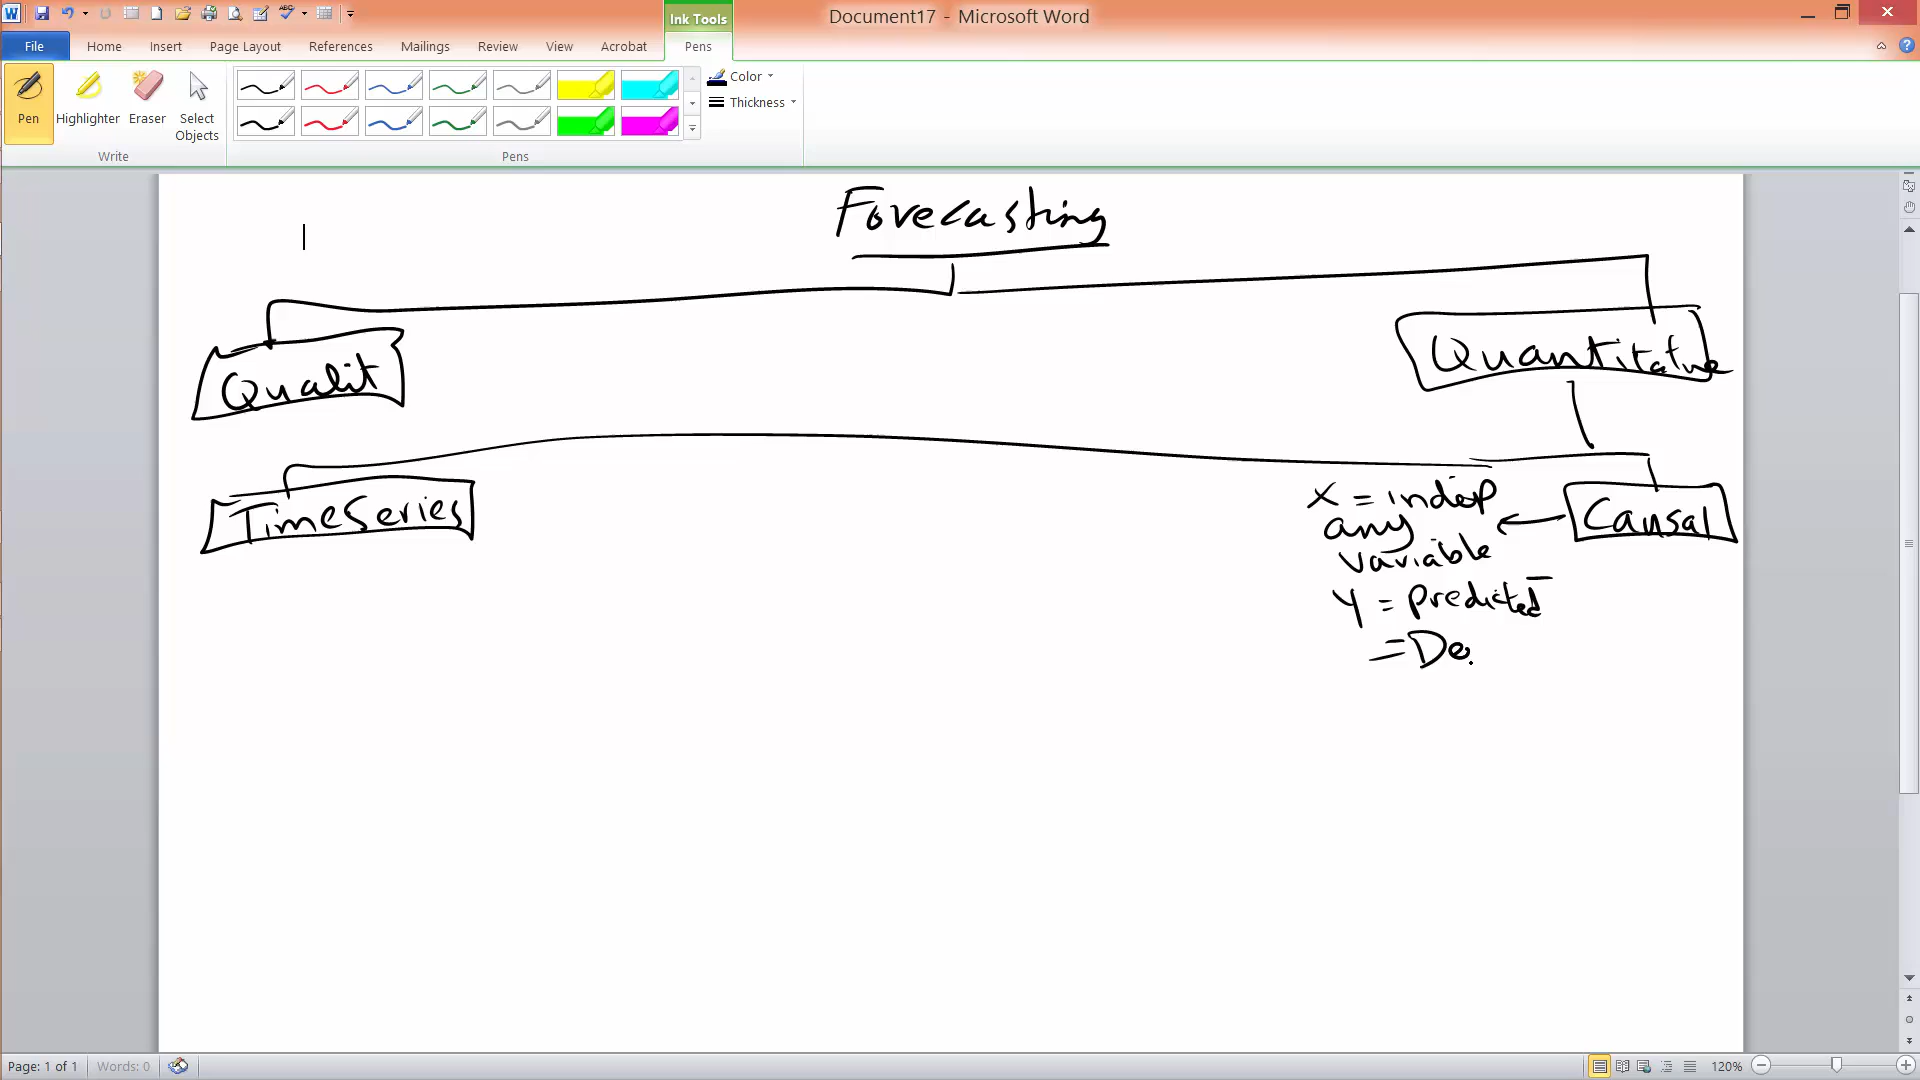 Document17 - Microsoft Word
Ink Tools
File Home Insert Page Layout References Mailings Review View Acrobat Pens
Pen Highlighter Eraser Select Objects
Color
Thickness
Write Pens
Forecasting
Qualit Quantitative
TimeSeries Causal
X = indep
any
variable
Y = predicted
= De
Page: 1 of 1 Words: 0 120%